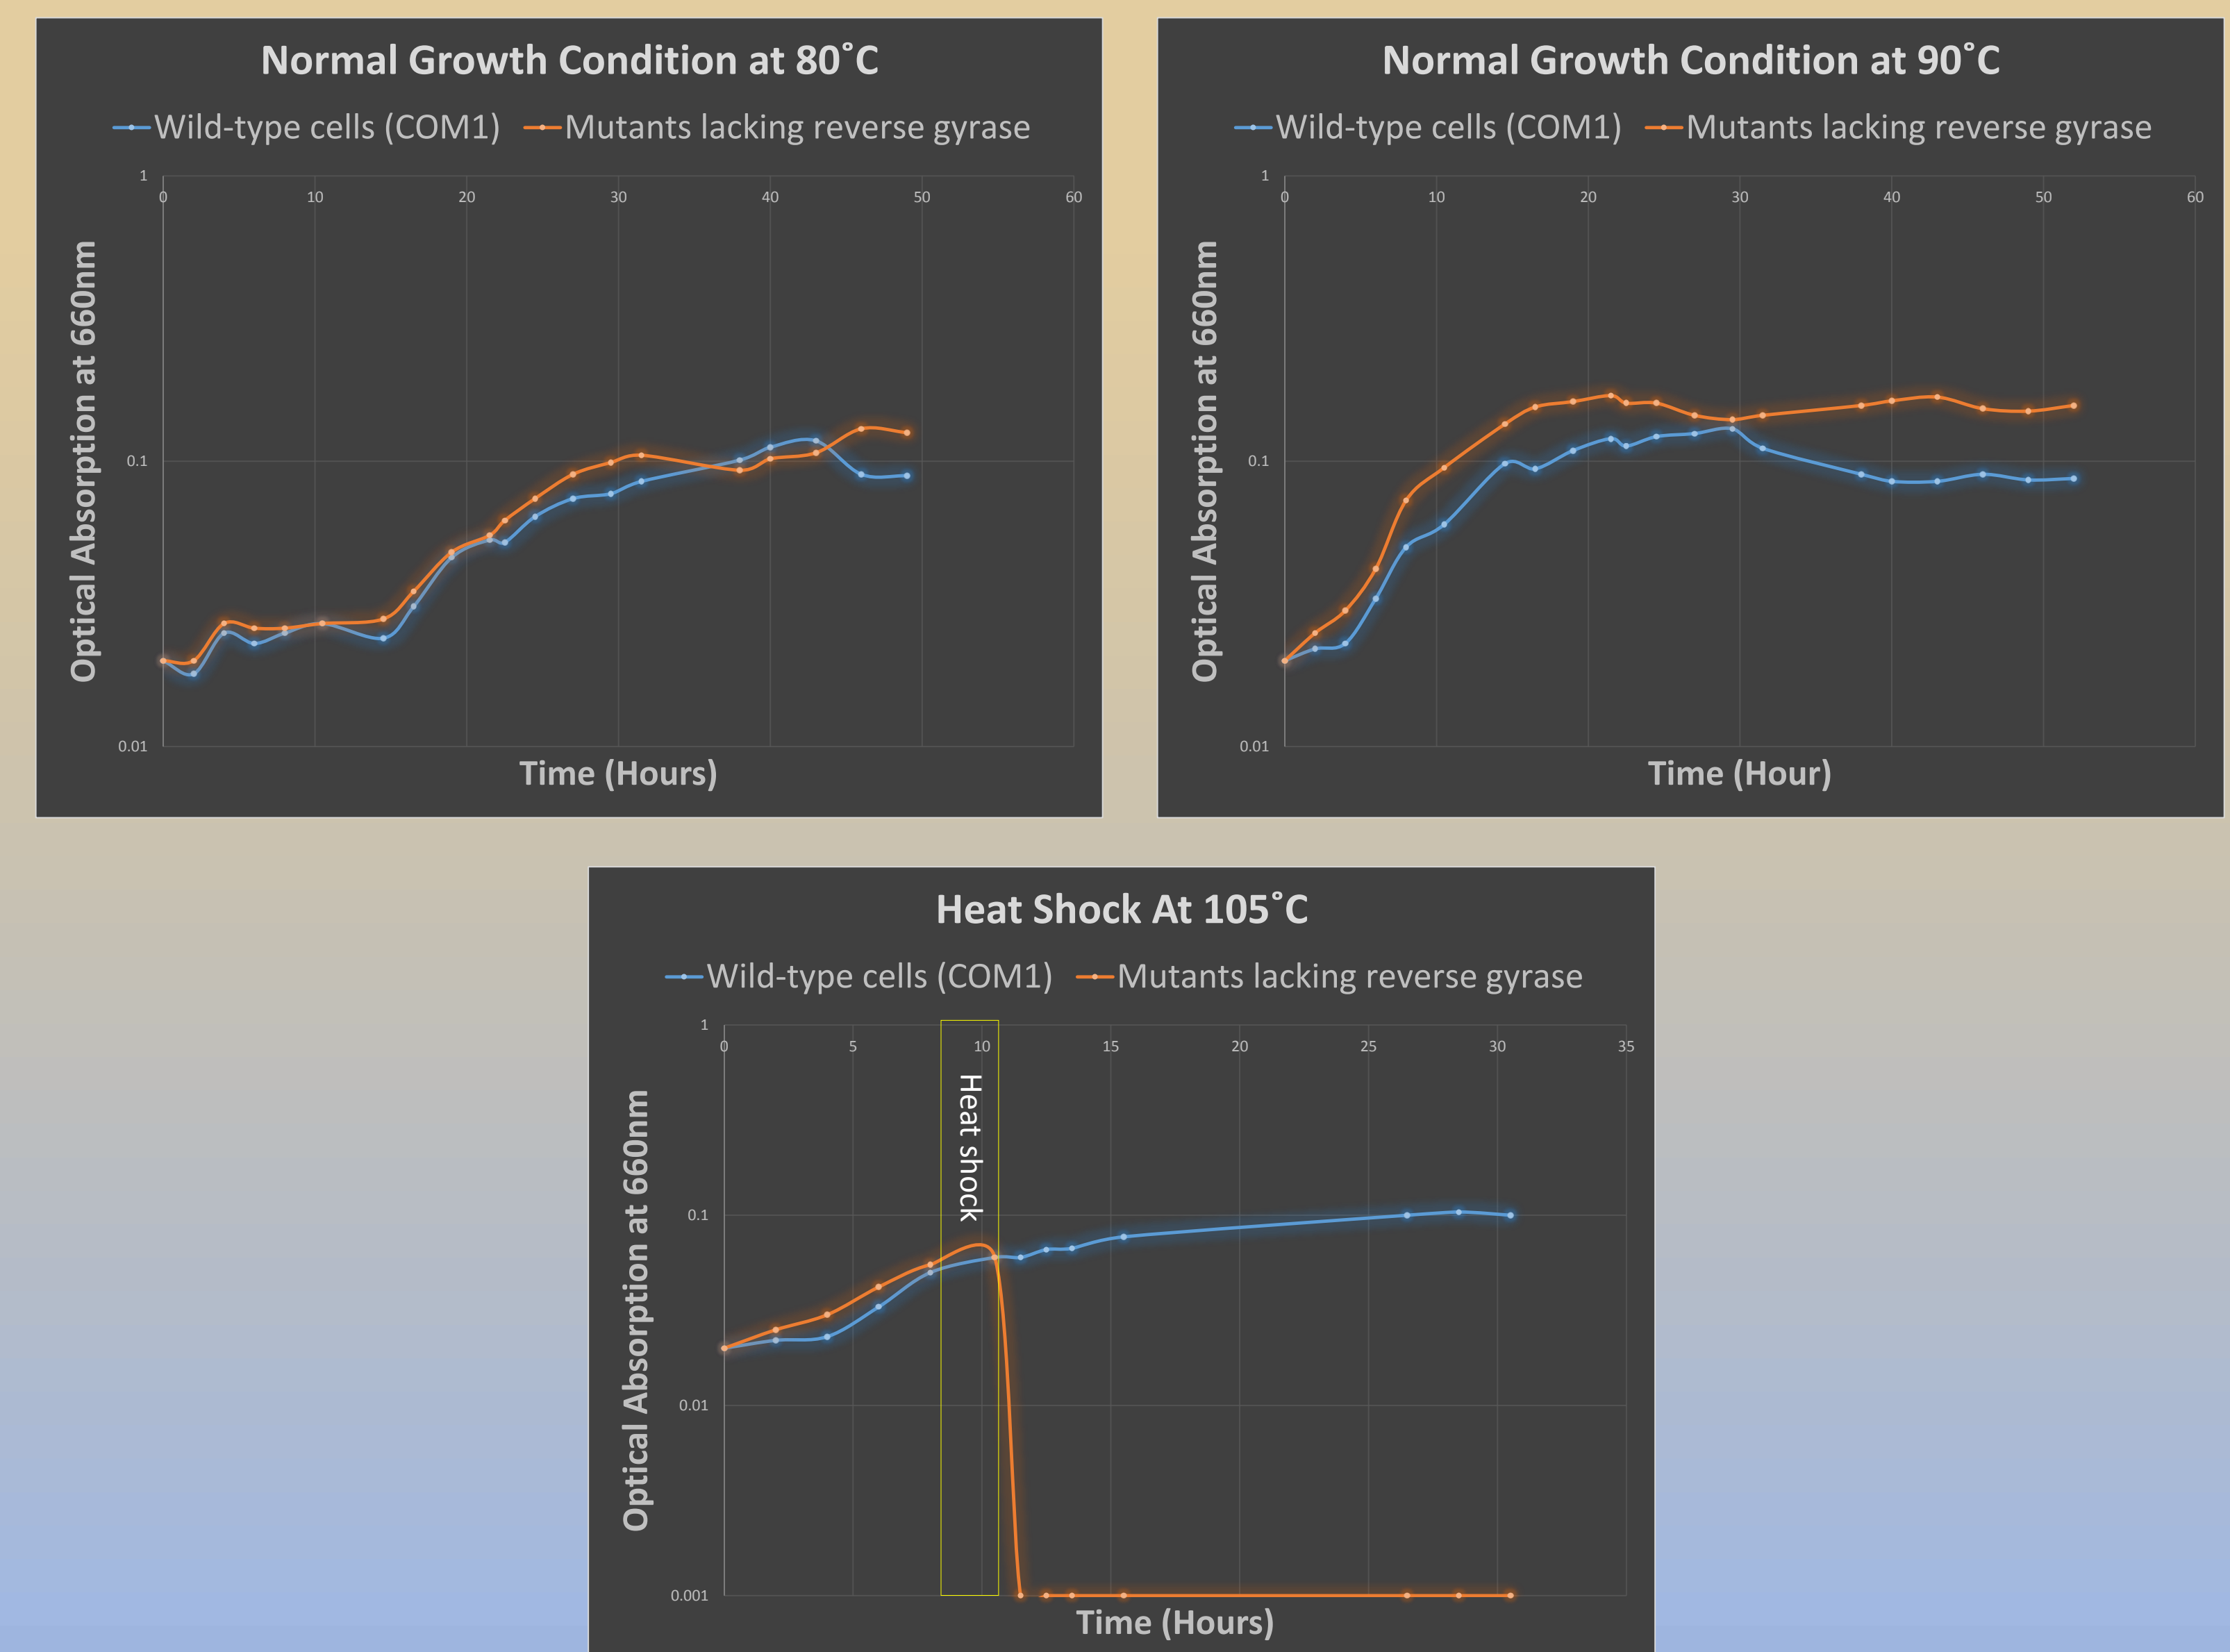 Normal Growth Condition at 80˚C
Wild-type cells (COM1) Mutants lacking reverse gyrase
1
0 10 20 30 40 50 60
Optical Absorption at 660nm
0.1
0.01
Time (Hours)
Normal Growth Condition at 90˚C
Wild-type cells (COM1) Mutants lacking reverse gyrase
1
0 10 20 30 40 50 60
Optical Absorption at 660nm
0.1
0.01
Time (Hour)
Heat Shock At 105˚C
Wild-type cells (COM1) Mutants lacking reverse gyrase
1
0 5 10 15 20 25 30 35
Heat shock
Optical Absorption at 660nm
0.1
0.01
0.001
Time (Hours)